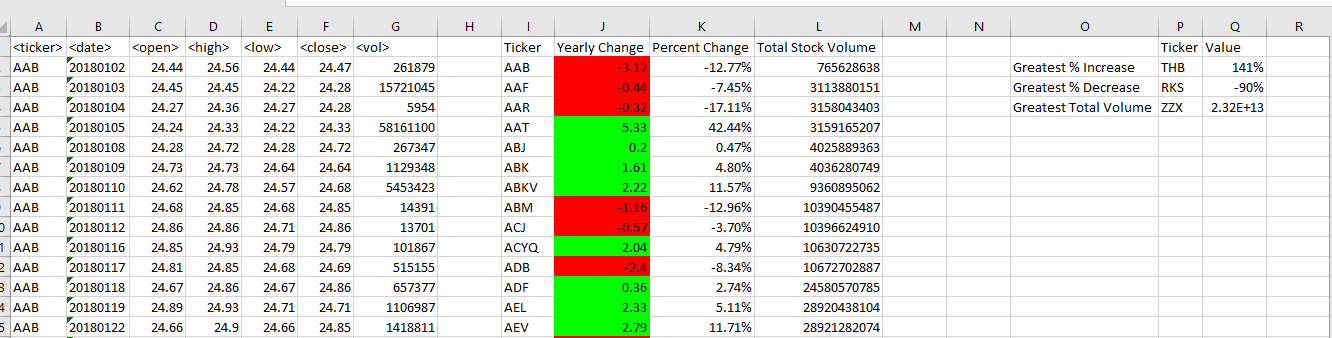 A B C D E F G H I J K L M N O P Q R
<ticker> <date> <open> <high> <low> <close> <vol> Ticker Yearly Change Percent Change Total Stock Volume Ticker Value
AAB 20180102 24.44 24.56 24.44 24.47 261879 AAB -3.12 -12.77% 765628638 Greatest % Increase THB 141%
AAB 20180103 24.45 24.45 24.22 24.28 15721045 AAF -0.44 -7.45% 3113880151 Greatest % Decrease RKS -90%
AAB 20180104 24.27 24.36 24.27 24.28 5954 AAR -0.32 -17.11% 3158043403 Greatest Total Volume ZZX 2.32E+13
AAB 20180105 24.24 24.33 24.22 24.33 58161100 AAT 5.33 42.44% 3159165207
AAB 20180108 24.28 24.72 24.28 24.72 267347 ABJ 0.2 0.47% 4025889363
AAB 20180109 24.73 24.73 24.64 24.64 1129348 ABK 1.61 4.80% 4036280749
AAB 20180110 24.62 24.78 24.57 24.68 5453423 ABKV 2.22 11.57% 9360895062
AAB 20180111 24.68 24.85 24.68 24.85 14391 ABM -1.16 -12.96% 10390455487
AAB 20180112 24.86 24.86 24.71 24.86 13701 ACJ -0.57 -3.70% 10396624910
AAB 20180116 24.85 24.93 24.79 24.79 101867 ACYQ 2.04 4.79% 10630722735
AAB 20180117 24.81 24.85 24.68 24.69 515155 ADB -2.4 -8.34% 10672702887
AAB 20180118 24.67 24.86 24.67 24.86 657377 ADF 0.36 2.74% 24580570785
AAB 20180119 24.89 24.93 24.71 24.71 1106987 AEL 2.33 5.11% 28920438104
AAB 20180122 24.66 24.9 24.66 24.85 1418811 AEV 2.79 11.71% 28921282074